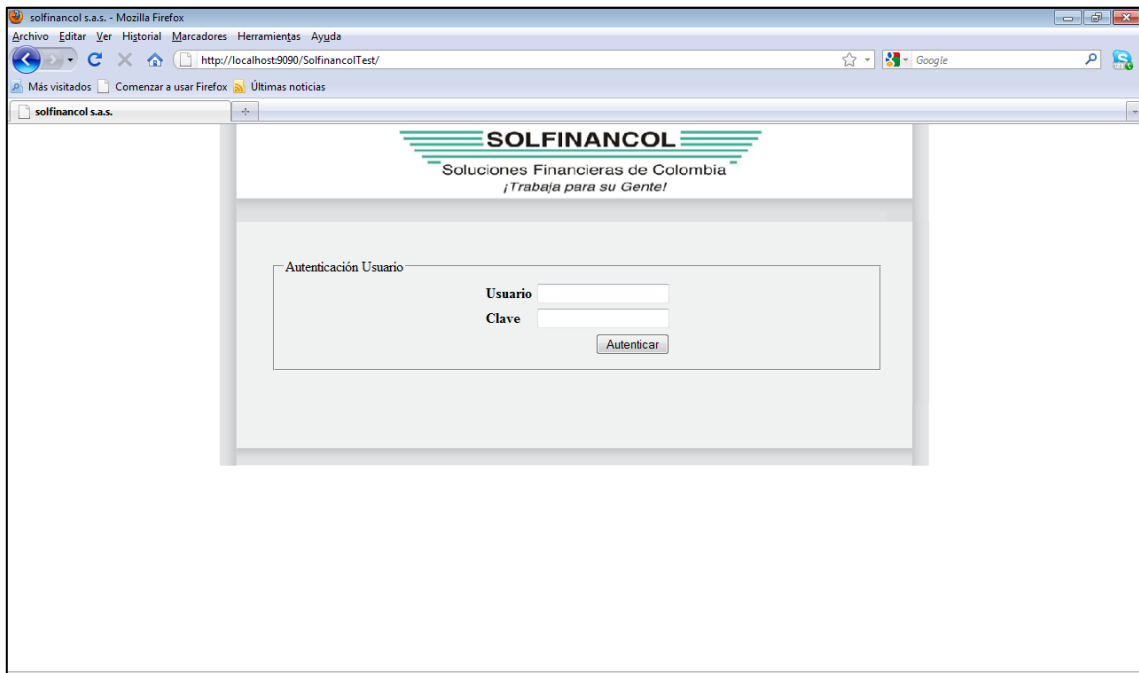 solfinancol s.a.s. - Mozilla Firefox
Archivo Editar Ver Historial Marcadores Herramientas Ayuda
http://localhost:9090/SolfinancolTest/
Google
Más visitados Comenzar a usar Firefox Últimas noticias
solfinancol s.a.s.
SOLFINANCOL
Soluciones Financieras de Colombia
¡Trabaja para su Gente!
Autenticación Usuario
Usuario
Clave
Autenticar